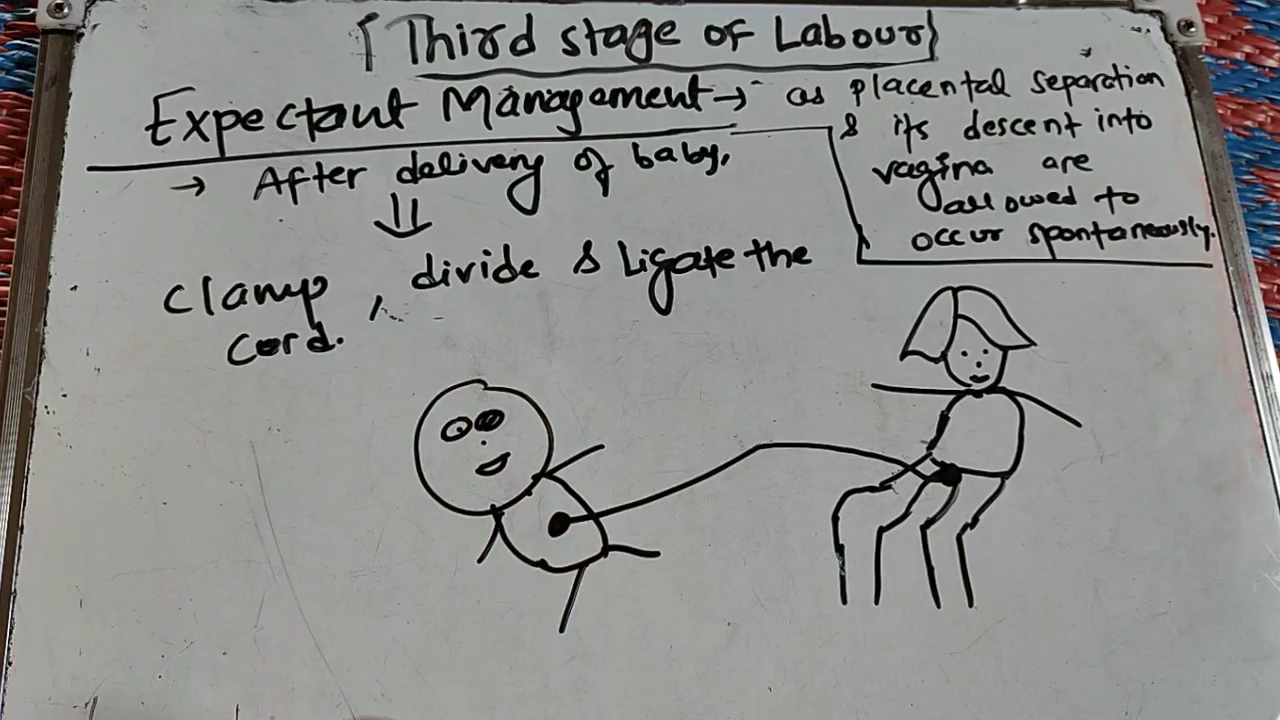 {Third stage of Labour}
Expectant Management → as placental separation
& its descent into
vagina are
allowed to
occur spontaneously.
→ After delivery of baby,
⇓
Clamp, divide & Ligate the
Cord.